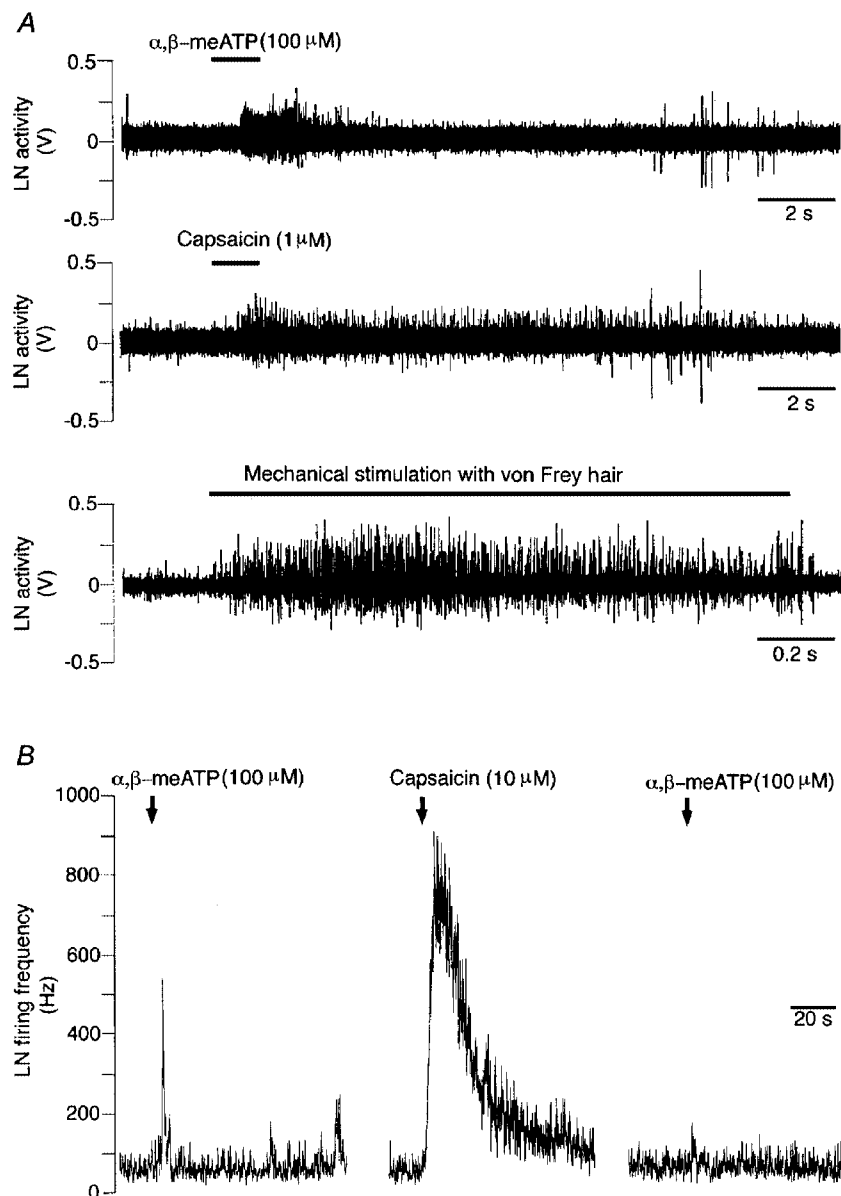 A
α,β–meATP(100 μM)
0.5
0
-0.5
LN activity
(V)
2 s
Capsaicin (1μM)
0.5
0
-0.5
LN activity
(V)
2 s
Mechanical stimulation with von Frey hair
0.5
0
-0.5
LN activity
(V)
0.2 s
B
α,β–meATP(100 μM)
Capsaicin (10 μM)
α,β–meATP(100 μM)
1000
800
600
400
200
0
LN firing frequency
(Hz)
20 s